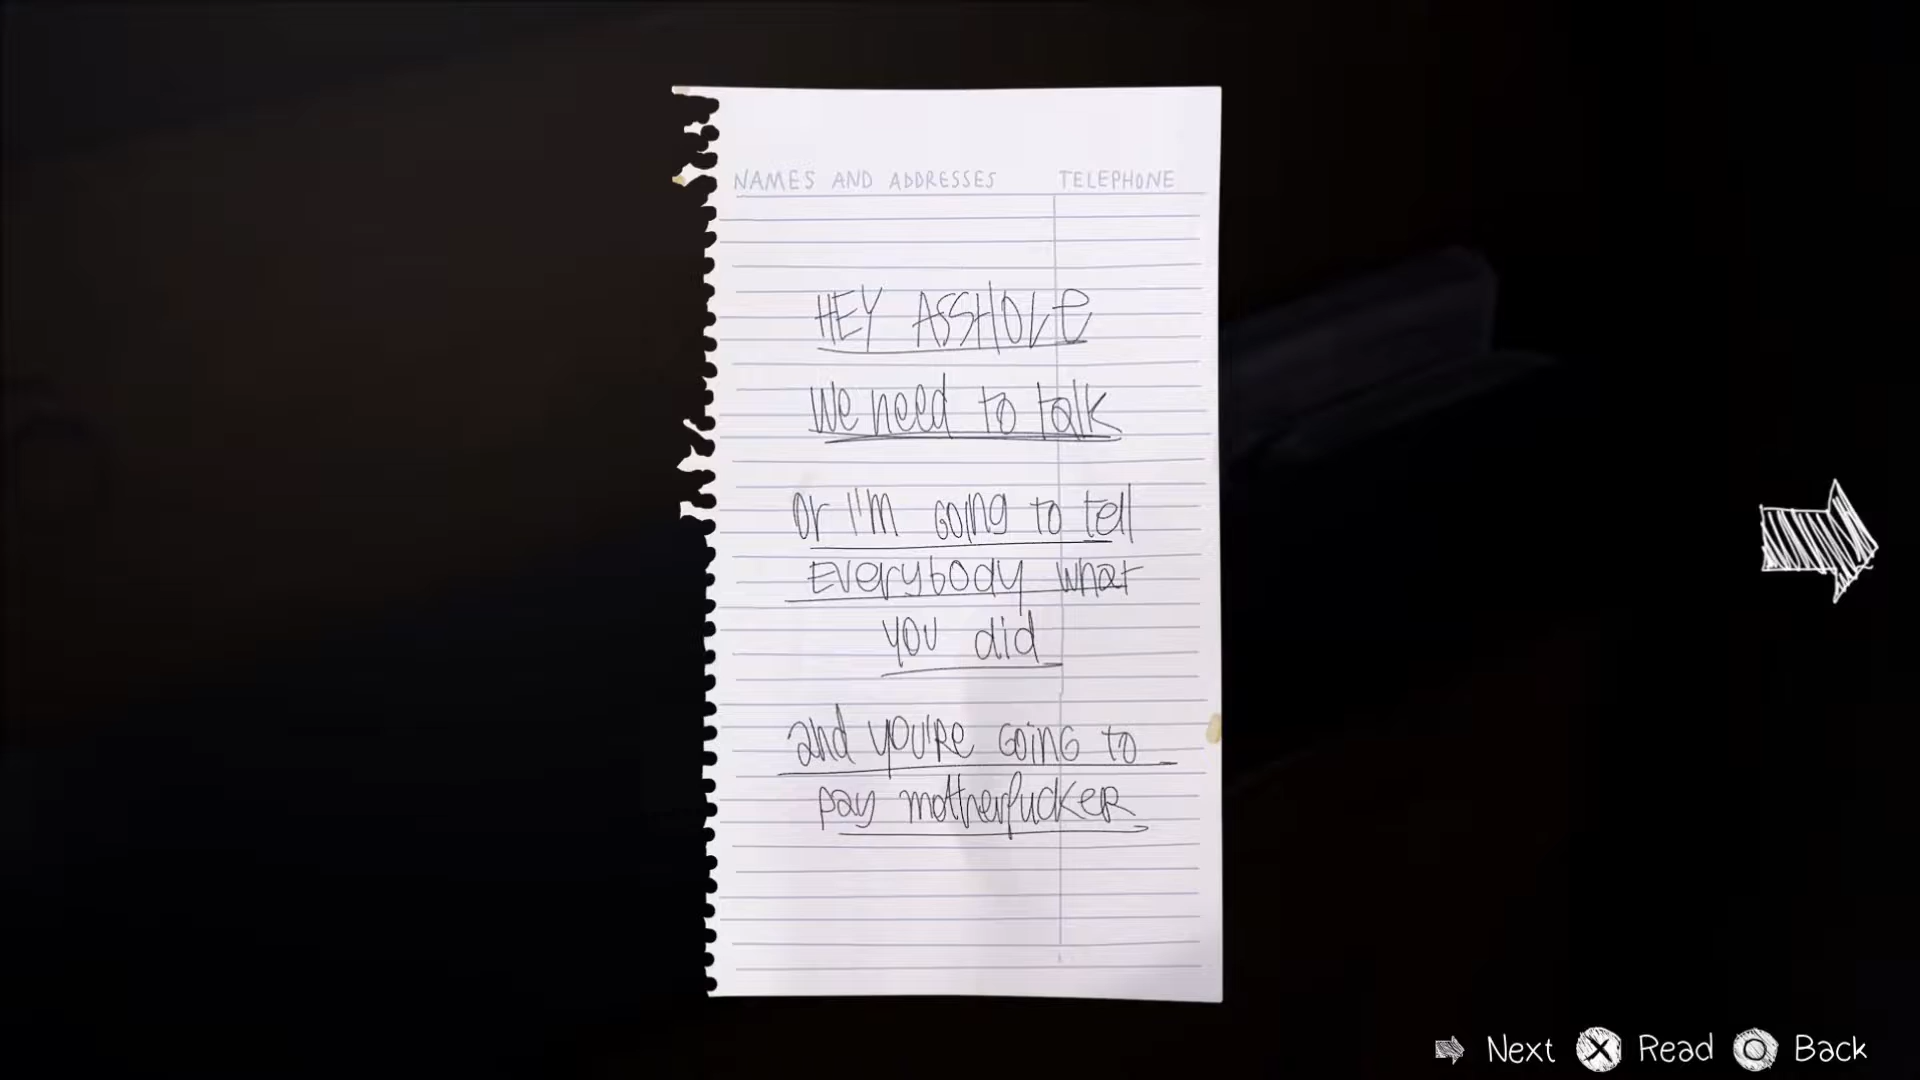 NAMES AND ADDRESSES TELEPHONE
HEY ASSHOLE
We need to talk
Or I'm going to tell
Everybody what
you did
and you're going to
pay motherfucker
Next X Read O Back